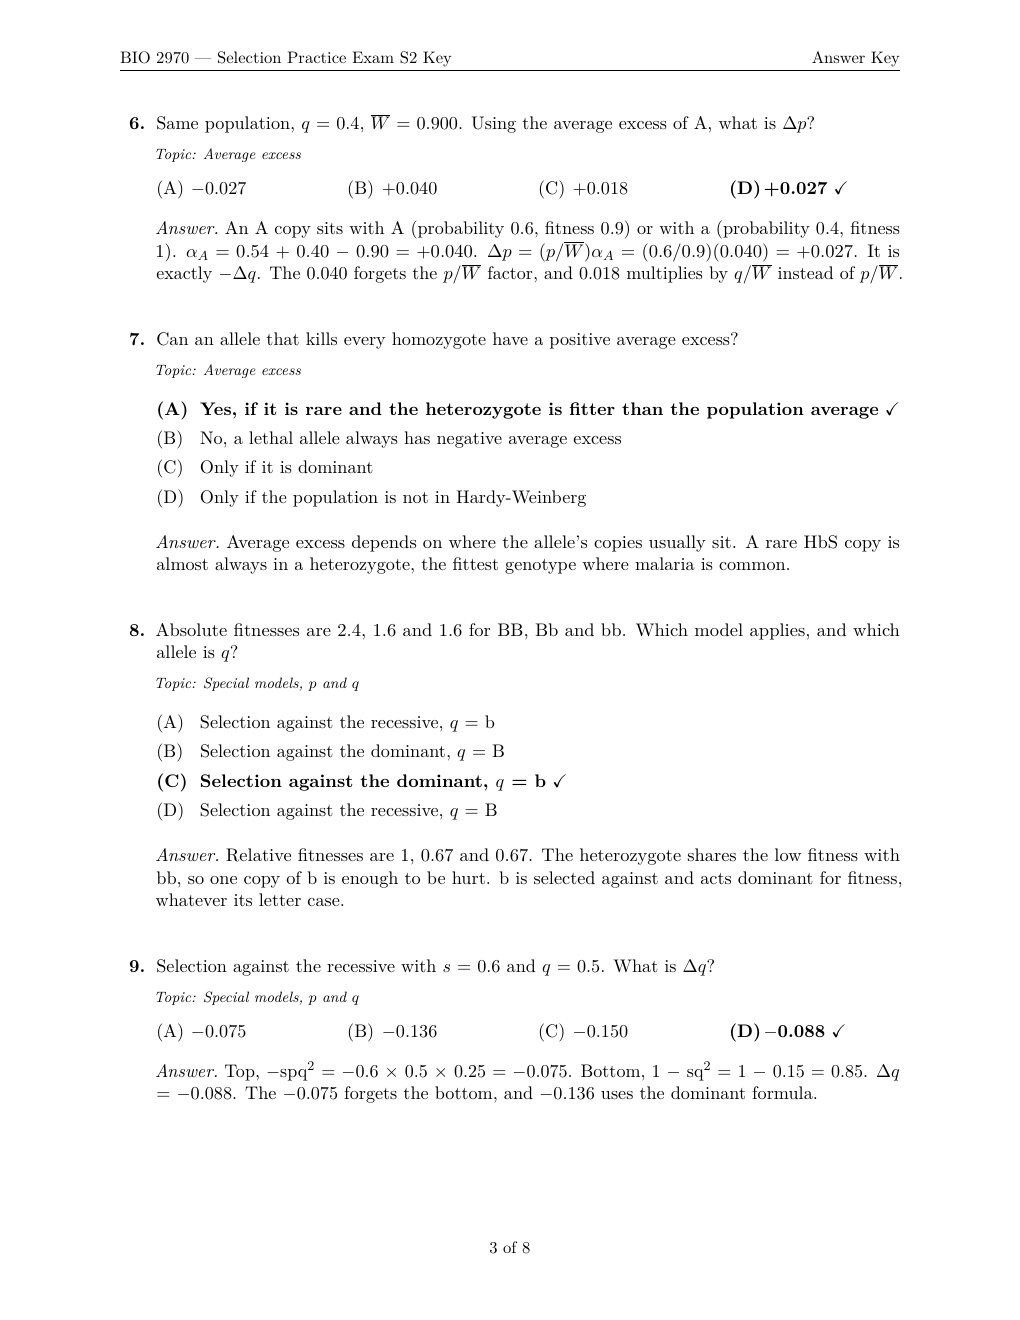 BIO 2970 — Selection Practice Exam S2 Key Answer Key
6. Same population, q = 0.4, W̅ = 0.900. Using the average excess of A, what is Δp?
Topic: Average excess
(A) −0.027 (B) +0.040 (C) +0.018 (D) +0.027 ✓
Answer. An A copy sits with A (probability 0.6, fitness 0.9) or with a (probability 0.4, fitness
1). α_A = 0.54 + 0.40 − 0.90 = +0.040. Δp = (p/W̅)α_A = (0.6/0.9)(0.040) = +0.027. It is
exactly −Δq. The 0.040 forgets the p/W̅ factor, and 0.018 multiplies by q/W̅ instead of p/W̅.
7. Can an allele that kills every homozygote have a positive average excess?
Topic: Average excess
(A) Yes, if it is rare and the heterozygote is fitter than the population average ✓
(B) No, a lethal allele always has negative average excess
(C) Only if it is dominant
(D) Only if the population is not in Hardy-Weinberg
Answer. Average excess depends on where the allele's copies usually sit. A rare HbS copy is
almost always in a heterozygote, the fittest genotype where malaria is common.
8. Absolute fitnesses are 2.4, 1.6 and 1.6 for BB, Bb and bb. Which model applies, and which
allele is q?
Topic: Special models, p and q
(A) Selection against the recessive, q = b
(B) Selection against the dominant, q = B
(C) Selection against the dominant, q = b ✓
(D) Selection against the recessive, q = B
Answer. Relative fitnesses are 1, 0.67 and 0.67. The heterozygote shares the low fitness with
bb, so one copy of b is enough to be hurt. b is selected against and acts dominant for fitness,
whatever its letter case.
9. Selection against the recessive with s = 0.6 and q = 0.5. What is Δq?
Topic: Special models, p and q
(A) −0.075 (B) −0.136 (C) −0.150 (D) −0.088 ✓
Answer. Top, −spq² = −0.6 × 0.5 × 0.25 = −0.075. Bottom, 1 − sq² = 1 − 0.15 = 0.85. Δq
= −0.088. The −0.075 forgets the bottom, and −0.136 uses the dominant formula.
3 of 8